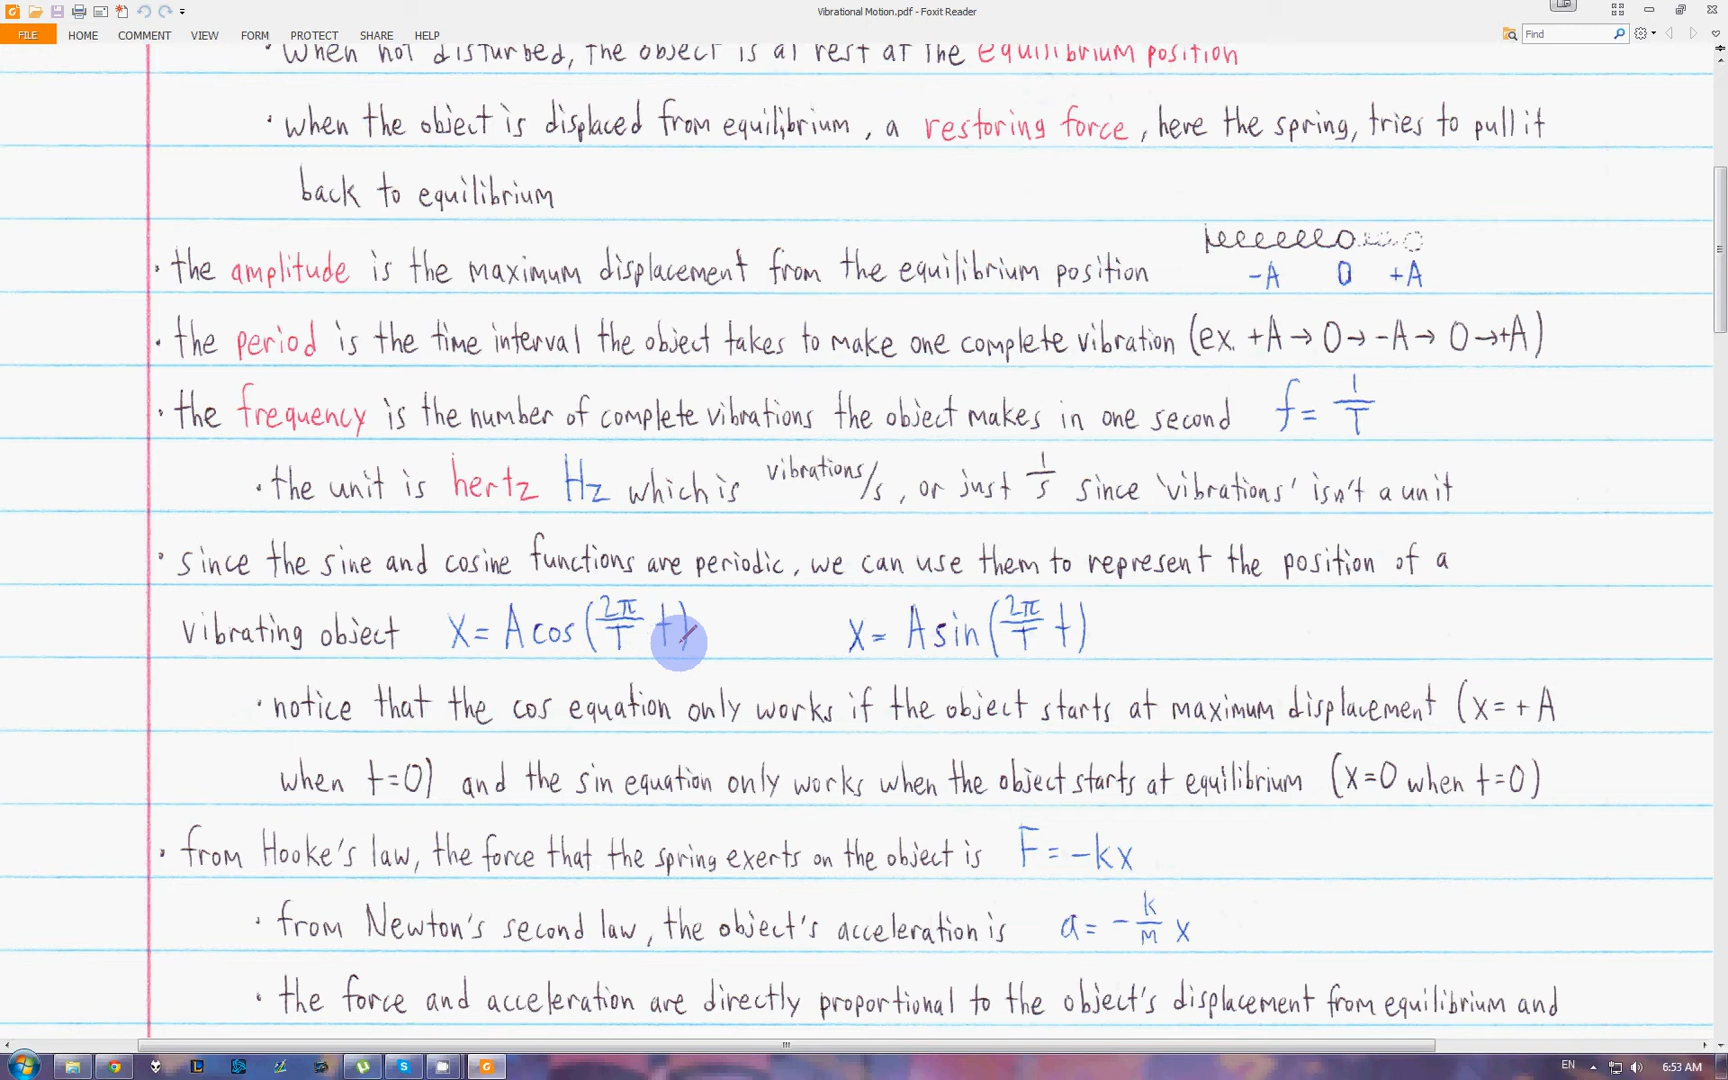 Vibrational Motion.pdf - Foxit Reader
FILE HOME COMMENT VIEW FORM PROTECT SHARE HELP
Find
· When not disturbed, the object is at rest at the equilibrium position
· when the object is displaced from equilibrium, a restoring force, here the spring, tries to pull it
back to equilibrium
· the amplitude is the maximum displacement from the equilibrium position -A 0 +A
· the period is the time interval the object takes to make one complete vibration (ex. +A → 0 → -A → 0 → +A)
· the frequency is the number of complete vibrations the object makes in one second f = 1/T
· the unit is hertz Hz which is vibrations/s, or just 1/s since 'vibrations' isn't a unit
· since the sine and cosine functions are periodic, we can use them to represent the position of a
vibrating object x = A cos(2π/T t) x = A sin(2π/T t)
· notice that the cos equation only works if the object starts at maximum displacement (x = +A
when t=0) and the sin equation only works when the object starts at equilibrium (x=0 when t=0)
· from Hooke's law, the force that the spring exerts on the object is F = -kx
· from Newton's second law, the object's acceleration is a = - k/m x
· the force and acceleration are directly proportional to the object's displacement from equilibrium and
EN 6:53 AM